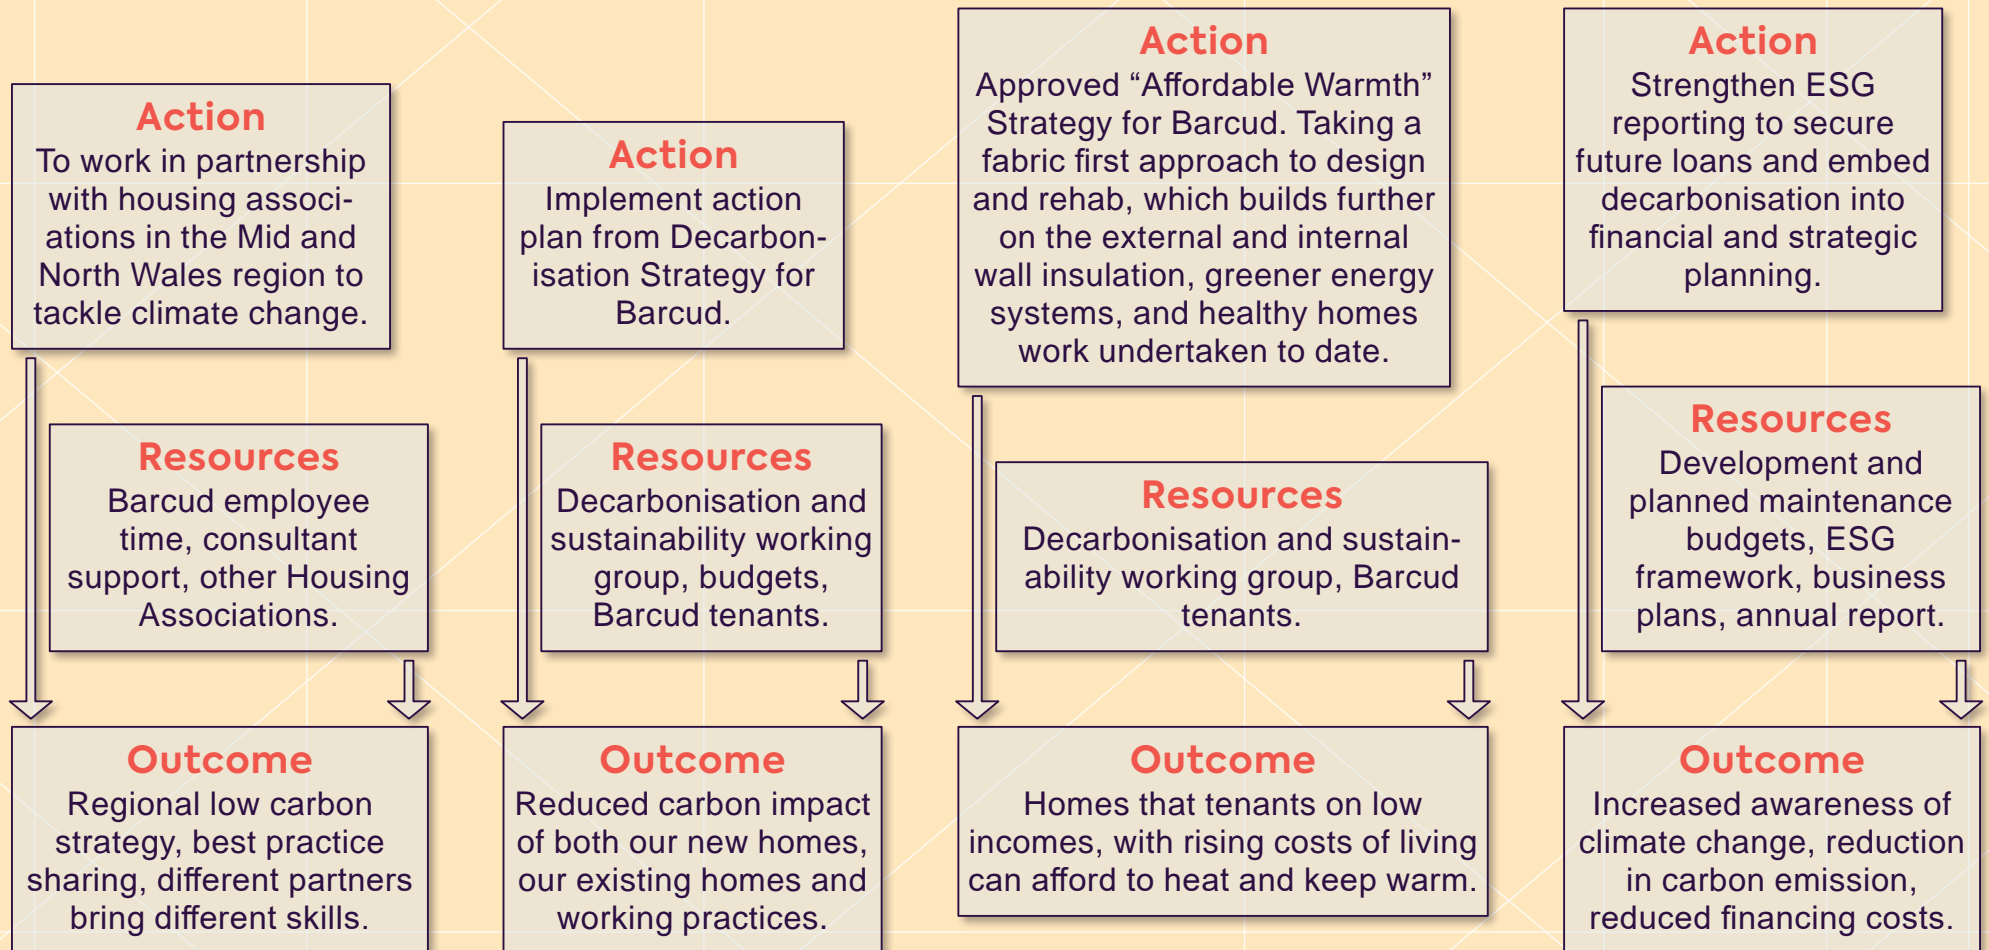 Action
To work in partnership
with housing associ-
ations in the Mid and
North Wales region to
tackle climate change.
Resources
Barcud employee
time, consultant
support, other Housing
Associations.
Outcome
Regional low carbon
strategy, best practice
sharing, different partners
bring different skills.
Action
Implement action
plan from Decarbon-
isation Strategy for
Barcud.
Resources
Decarbonisation and
sustainability working
group, budgets,
Barcud tenants.
Outcome
Reduced carbon impact
of both our new homes,
our existing homes and
working practices.
Action
Approved “Affordable Warmth”
Strategy for Barcud. Taking a
fabric first approach to design
and rehab, which builds further
on the external and internal
wall insulation, greener energy
systems, and healthy homes
work undertaken to date.
Resources
Decarbonisation and sustain-
ability working group, Barcud
tenants.
Outcome
Homes that tenants on low
incomes, with rising costs of living
can afford to heat and keep warm.
Action
Strengthen ESG
reporting to secure
future loans and embed
decarbonisation into
financial and strategic
planning.
Resources
Development and
planned maintenance
budgets, ESG
framework, business
plans, annual report.
Outcome
Increased awareness of
climate change, reduction
in carbon emission,
reduced financing costs.